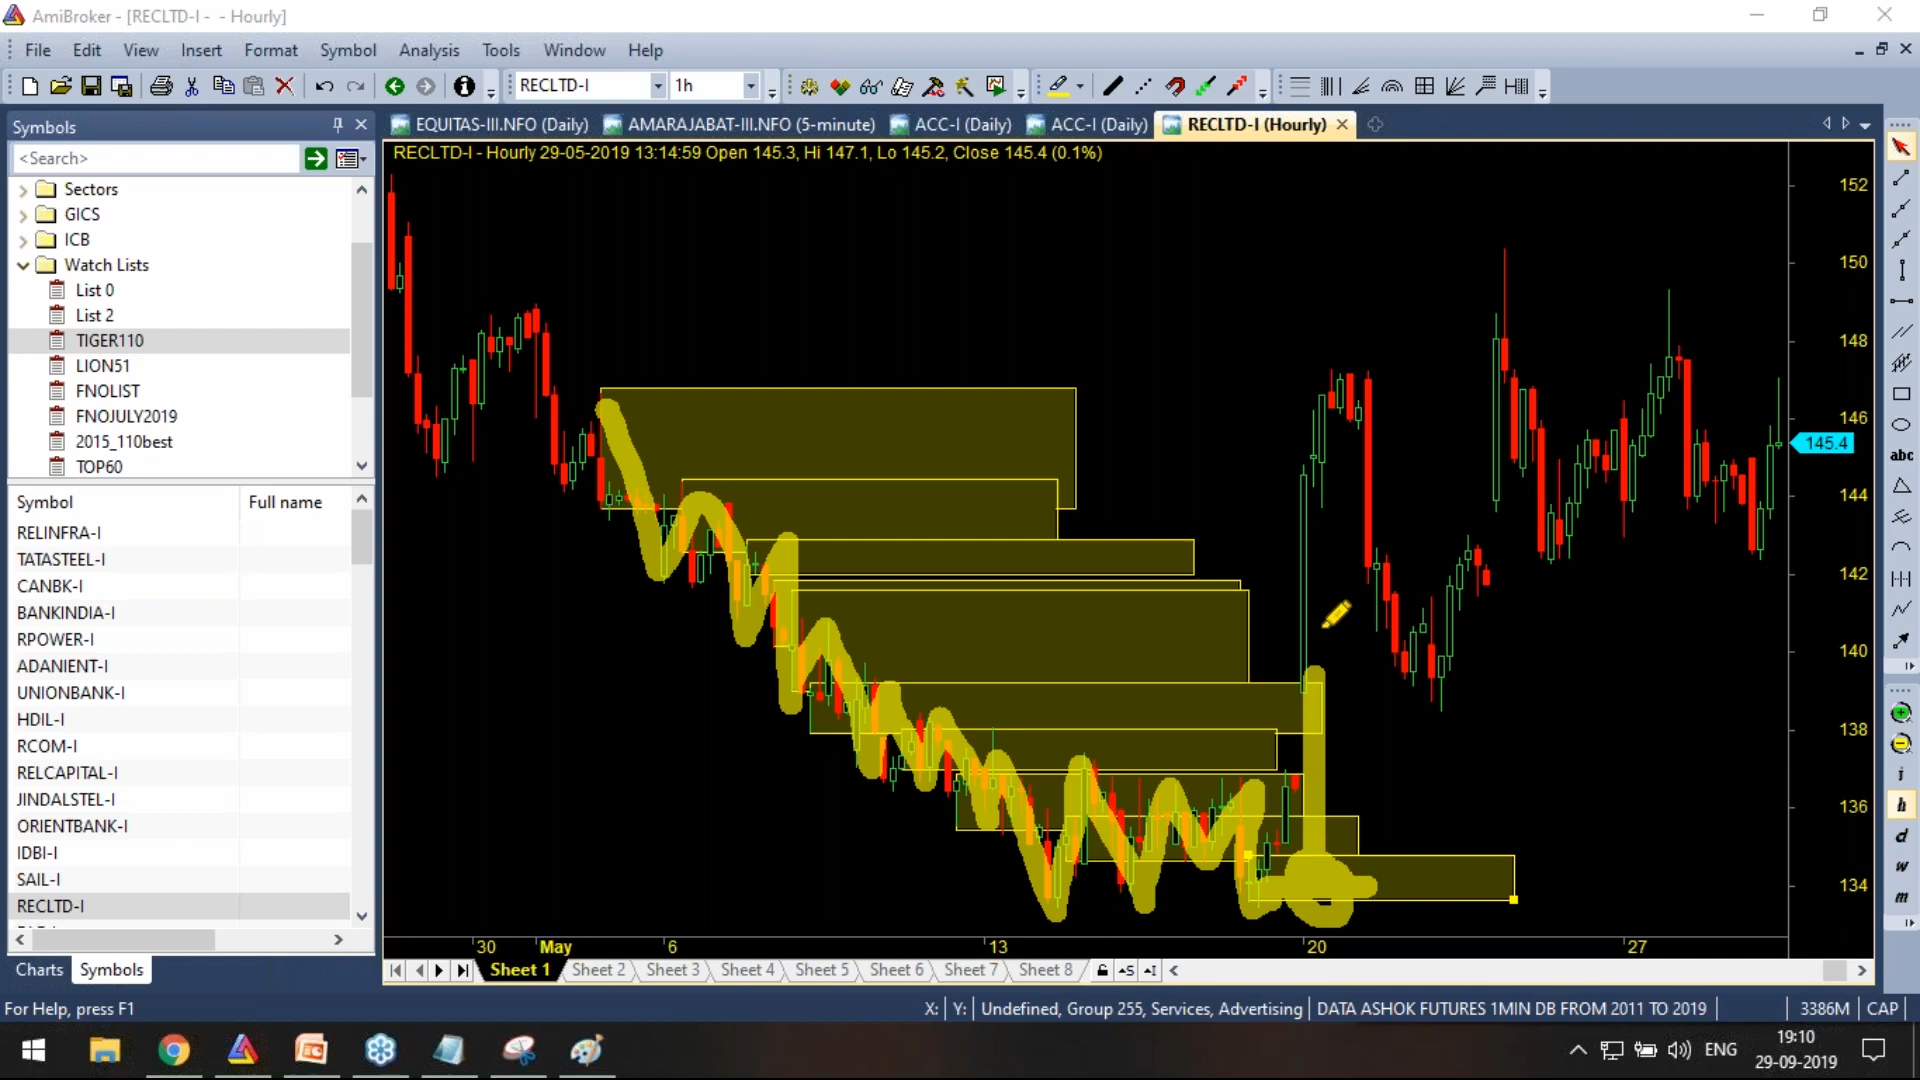 AmiBroker - [RECLTD-I - - Hourly]
File Edit View Insert Format Symbol Analysis Tools Window Help
RECLTD-I 1h
Symbols
EQUITAS-III.NFO (Daily) AMARAJABAT-III.NFO (5-minute) ACC-I (Daily) ACC-I (Daily) RECLTD-I (Hourly)
<Search>
RECLTD-I - Hourly 29-05-2019 13:14:59 Open 145.3, Hi 147.1, Lo 145.2, Close 145.4 (0.1%)
Sectors
GICS
ICB
Watch Lists
List 0
List 2
TIGER110
LION51
FNOLIST
FNOJULY2019
2015_110best
TOP60
Symbol Full name
RELINFRA-I
TATASTEEL-I
CANBK-I
BANKINDIA-I
RPOWER-I
ADANIENT-I
UNIONBANK-I
HDIL-I
RCOM-I
RELCAPITAL-I
JINDALSTEL-I
ORIENTBANK-I
IDBI-I
SAIL-I
RECLTD-I
152
150
148
146
145.4
144
142
140
138
136
134
30 May 6 13 20 27
abc
i
h
d
w
m
Charts Symbols
Sheet 1 Sheet 2 Sheet 3 Sheet 4 Sheet 5 Sheet 6 Sheet 7 Sheet 8
For Help, press F1
X: Y: Undefined, Group 255, Services, Advertising DATA ASHOK FUTURES 1MIN DB FROM 2011 TO 2019 3386M CAP
ENG
19:10
29-09-2019